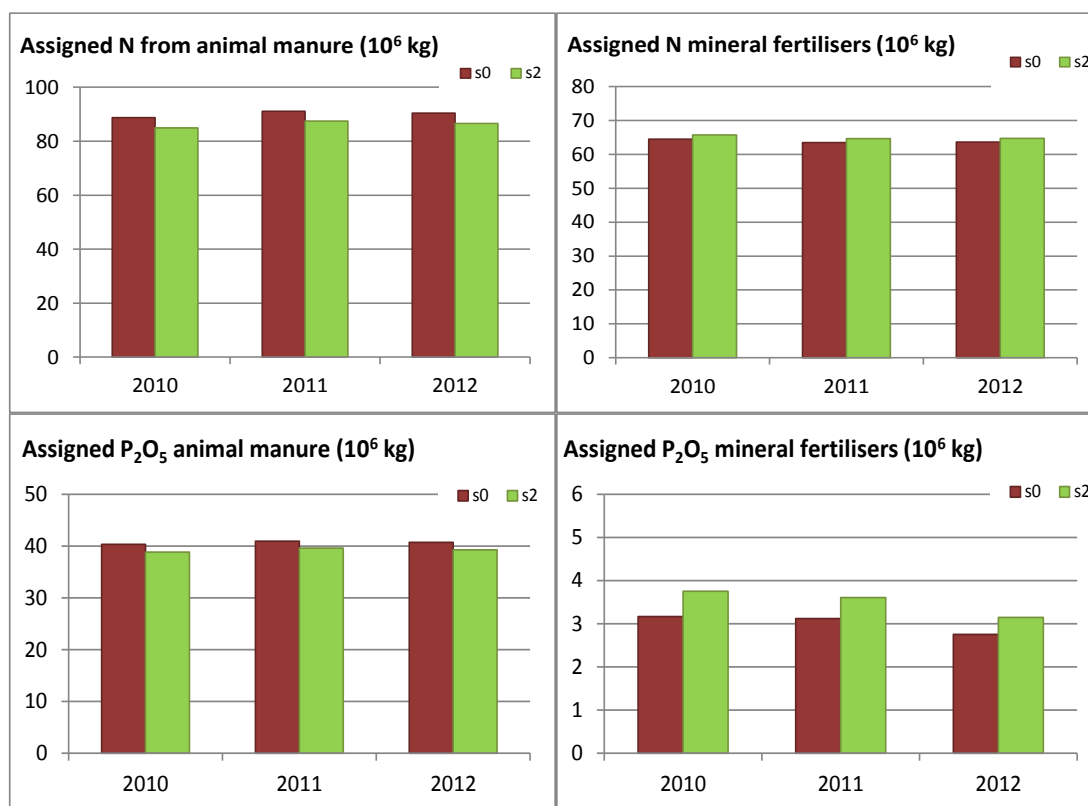 Assigned N from animal manure (10⁶ kg)
s0 s2
100
80
60
40
20
0
2010 2011 2012
Assigned N mineral fertilisers (10⁶ kg)
s0 s2
80
70
60
50
40
30
20
10
0
2010 2011 2012
Assigned P₂O₅ animal manure (10⁶ kg)
s0 s2
50
40
30
20
10
0
2010 2011 2012
Assigned P₂O₅ mineral fertilisers (10⁶ kg)
s0 s2
6
5
4
3
2
1
0
2010 2011 2012